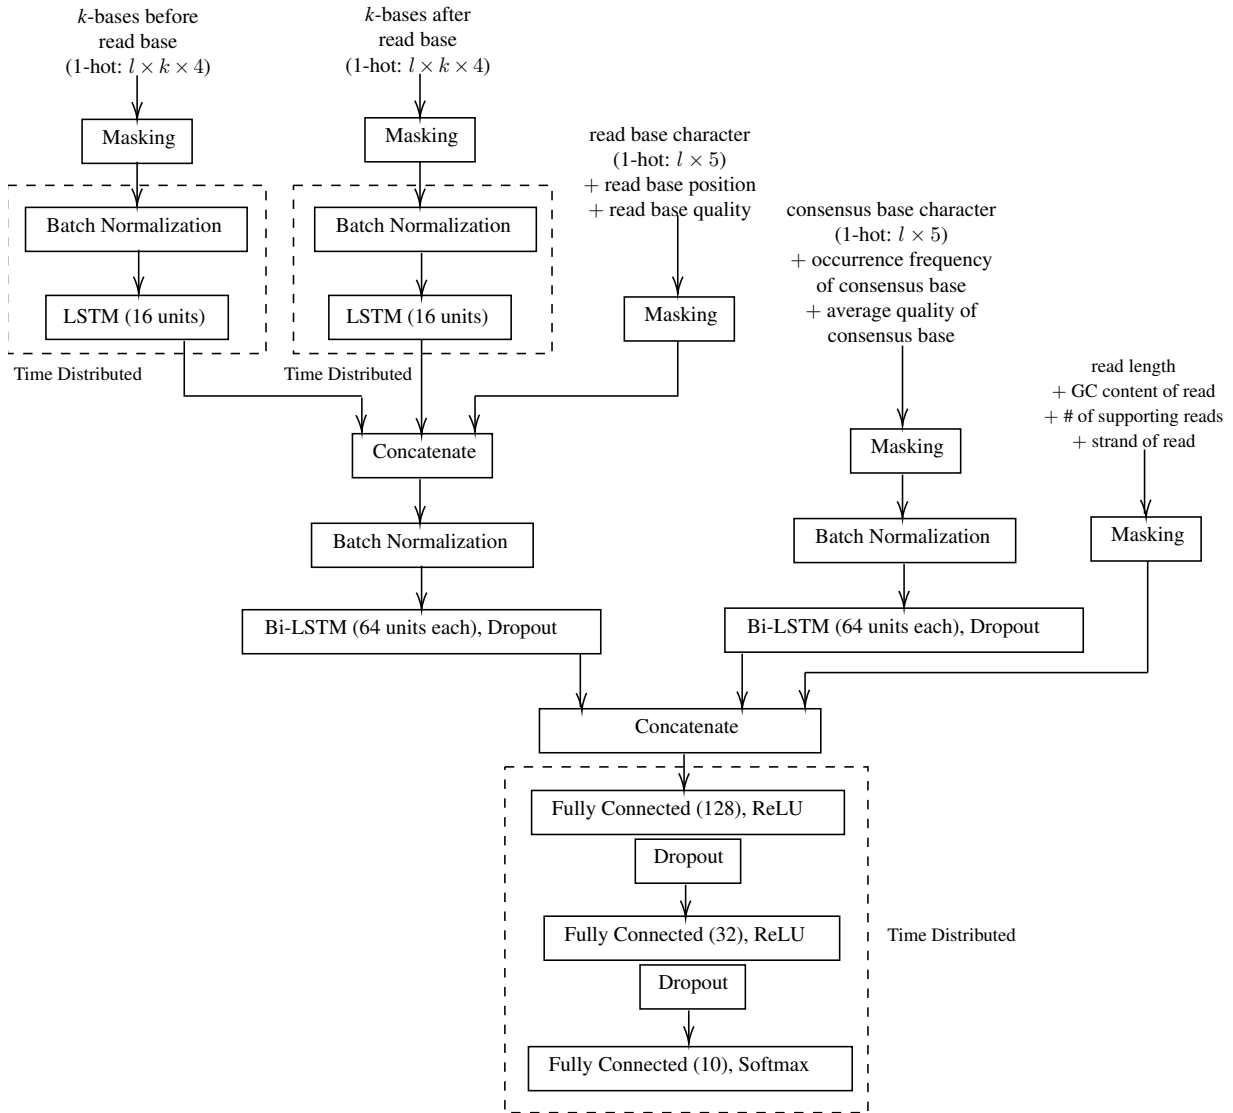 k-bases before
read base
(1-hot: l × k × 4)
k-bases after
read base
(1-hot: l × k × 4)
Masking
Masking
read base character
(1-hot: l × 5)
+ read base position
+ read base quality
Batch Normalization
Batch Normalization
consensus base character
(1-hot: l × 5)
+ occurrence frequency
of consensus base
+ average quality of
consensus base
LSTM (16 units)
LSTM (16 units)
Masking
Time Distributed
Time Distributed
read length
+ GC content of read
+ # of supporting reads
+ strand of read
Concatenate
Masking
Batch Normalization
Batch Normalization
Masking
Bi-LSTM (64 units each), Dropout
Bi-LSTM (64 units each), Dropout
Concatenate
Fully Connected (128), ReLU
Dropout
Fully Connected (32), ReLU
Time Distributed
Dropout
Fully Connected (10), Softmax